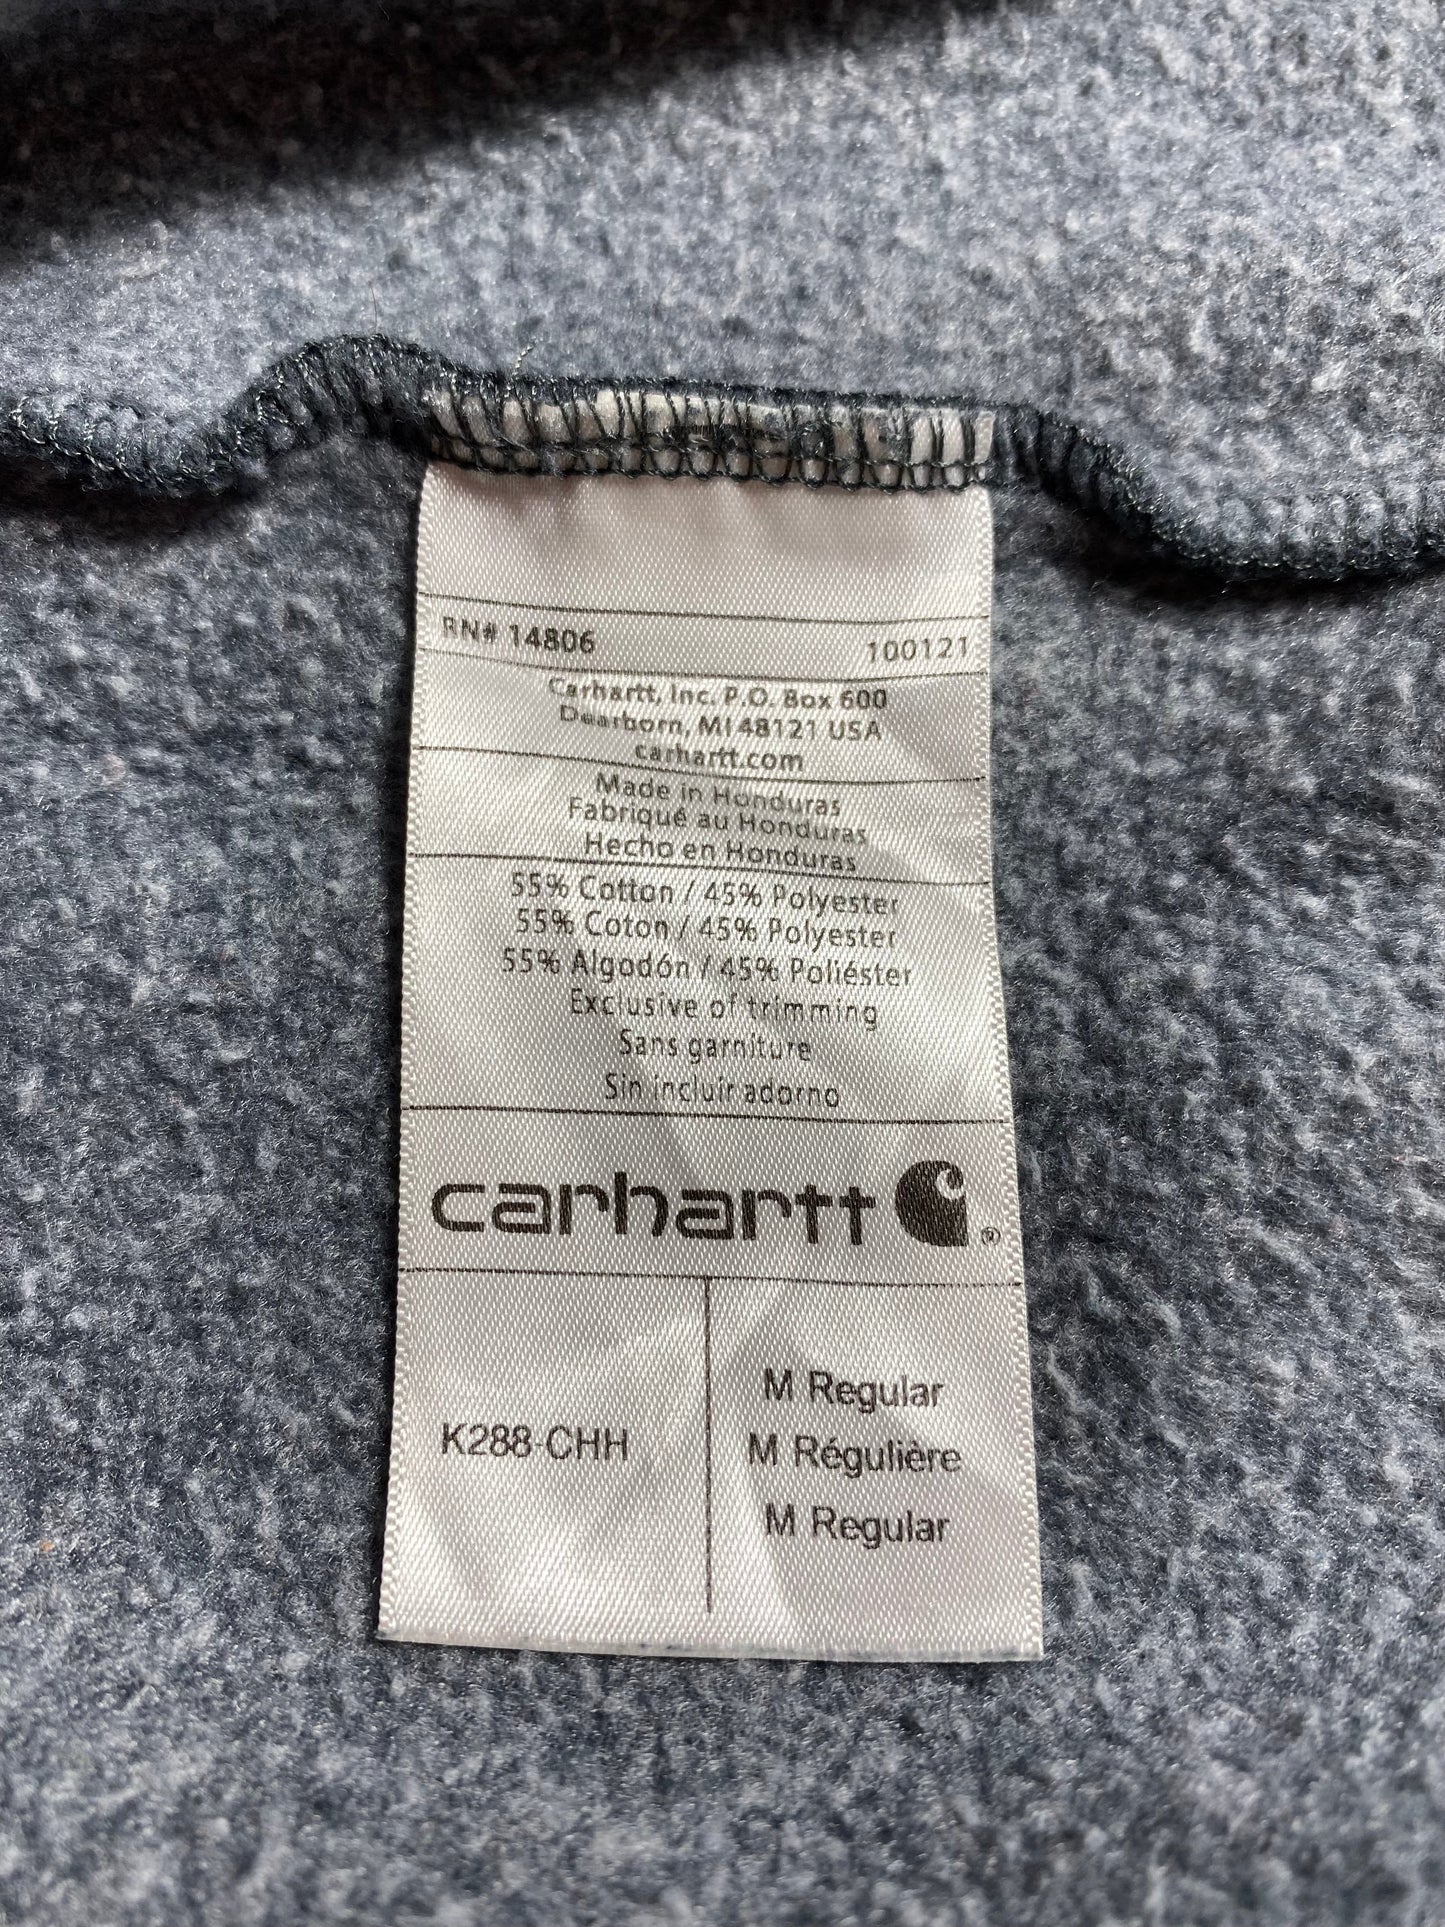 RN# 14806 100121
Carhartt, Inc. P.O. Box 600
Dearborn, MI 48121 USA
carhartt.com
Made in Honduras
Fabriqué au Honduras
Hecho en Honduras
55% Cotton / 45% Polyester
55% Coton / 45% Polyester
55% Algodón / 45% Poliéster
Exclusive of trimming
Sans garniture
Sin incluir adorno
carhartt ®
K288-CHH
M Regular
M Régulière
M Regular